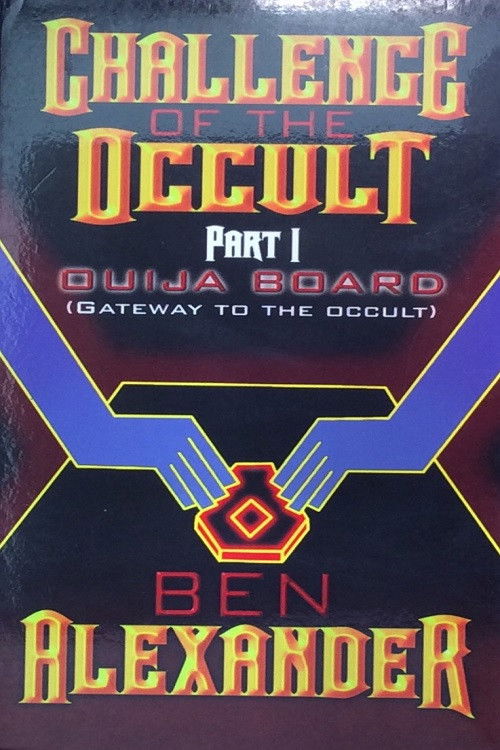 CHALLENGE
OF THE
OCCULT
PART I
OUIJA BOARD
(GATEWAY TO THE OCCULT)
BEN
ALEXANDER